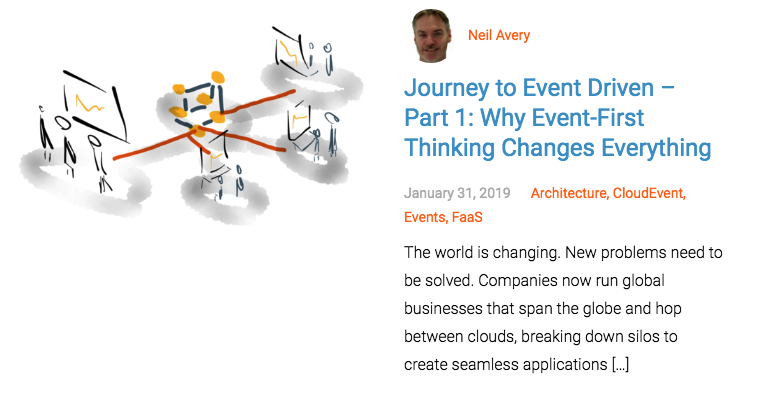 Neil Avery
Journey to Event Driven –
Part 1: Why Event-First
Thinking Changes Everything
January 31, 2019 Architecture, CloudEvent,
Events, FaaS
The world is changing. New problems need to
be solved. Companies now run global
businesses that span the globe and hop
between clouds, breaking down silos to
create seamless applications [...]